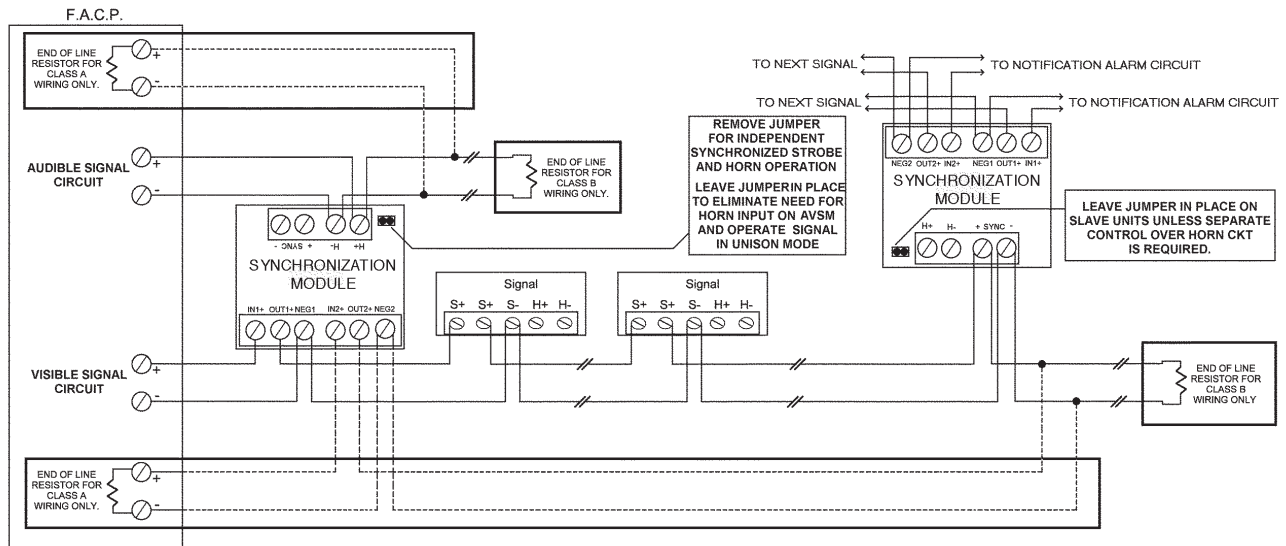 F.A.C.P.
END OF LINE
RESISTOR FOR
CLASS A
WIRING ONLY.
+
-
AUDIBLE SIGNAL
CIRCUIT
+
-
END OF LINE
RESISTOR FOR
CLASS B
WIRING ONLY.
- SYNC + H- H+
SYNCHRONIZATION
MODULE
IN1+ OUT1+ NEG1 IN2+ OUT2+ NEG2
REMOVE JUMPER
FOR INDEPENDENT
SYNCHRONIZED STROBE
AND HORN OPERATION
LEAVE JUMPERIN PLACE
TO ELIMINATE NEED FOR
HORN INPUT ON AVSM
AND OPERATE SIGNAL
IN UNISON MODE
Signal
S+ S+ S- H+ H-
Signal
S+ S+ S- H+ H-
TO NEXT SIGNAL
TO NOTIFICATION ALARM CIRCUIT
TO NEXT SIGNAL
TO NOTIFICATION ALARM CIRCUIT
NEG2 OUT2+ IN2+ NEG1 OUT1+ IN1+
SYNCHRONIZATION
MODULE
H+ H- + SYNC -
LEAVE JUMPER IN PLACE ON
SLAVE UNITS UNLESS SEPARATE
CONTROL OVER HORN CKT
IS REQUIRED.
VISIBLE SIGNAL
CIRCUIT
+
-
END OF LINE
RESISTOR FOR
CLASS B
WIRING ONLY
END OF LINE
RESISTOR FOR
CLASS A
WIRING ONLY.
+
-